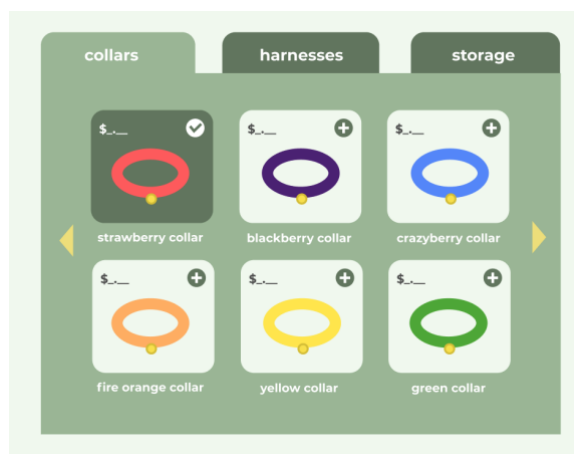 collars harnesses storage
$_.__ $_.__ $_.__
strawberry collar blackberry collar crazyberry collar
$_.__ $_.__ $_.__
fire orange collar yellow collar green collar